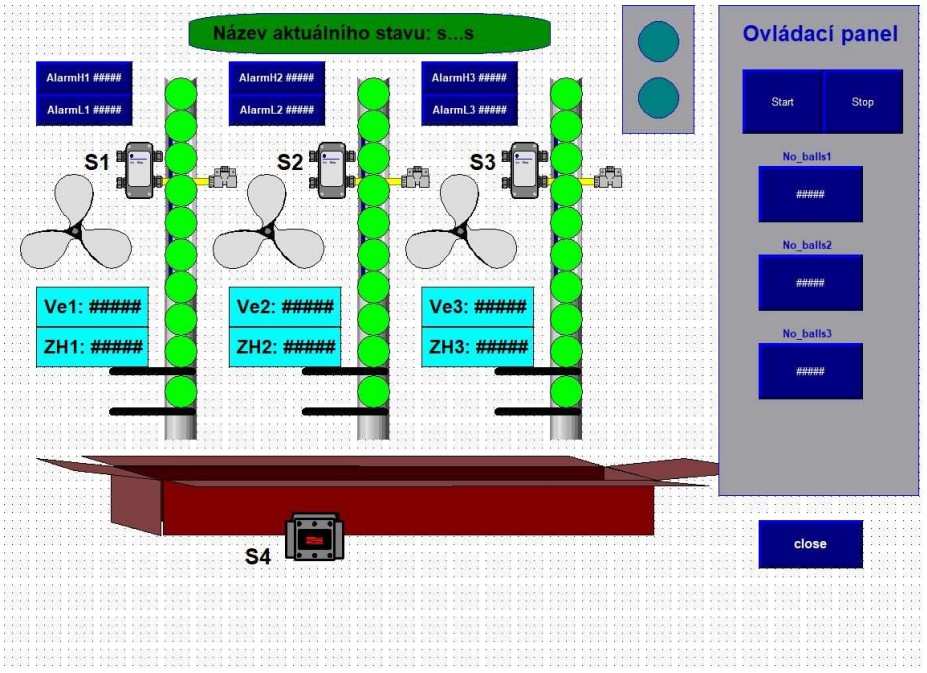 Název aktuálního stavu: s...s
Ovládací panel
AlarmH1 #####
AlarmL1 #####
AlarmH2 #####
AlarmL2 #####
AlarmH3 #####
AlarmL3 #####
Start
Stop
S1
S2
S3
No_balls1
#####
No_balls2
#####
No_balls3
#####
Ve1: #####
ZH1: #####
Ve2: #####
ZH2: #####
Ve3: #####
ZH3: #####
S4
close